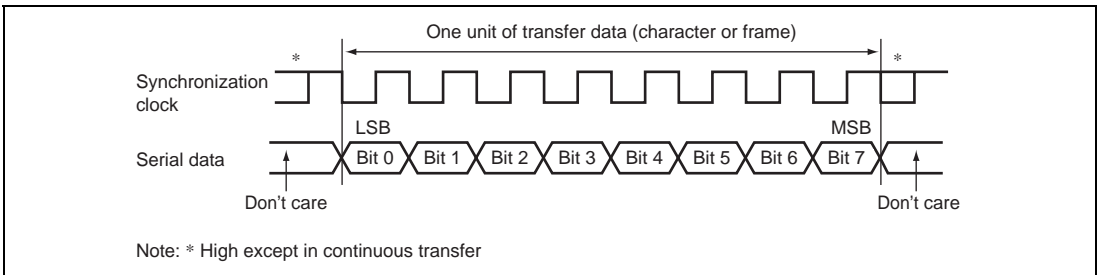 One unit of transfer data (character or frame)
* *
Synchronization
clock
LSB MSB
Serial data Bit 0 Bit 1 Bit 2 Bit 3 Bit 4 Bit 5 Bit 6 Bit 7
Don't care Don't care
Note: * High except in continuous transfer